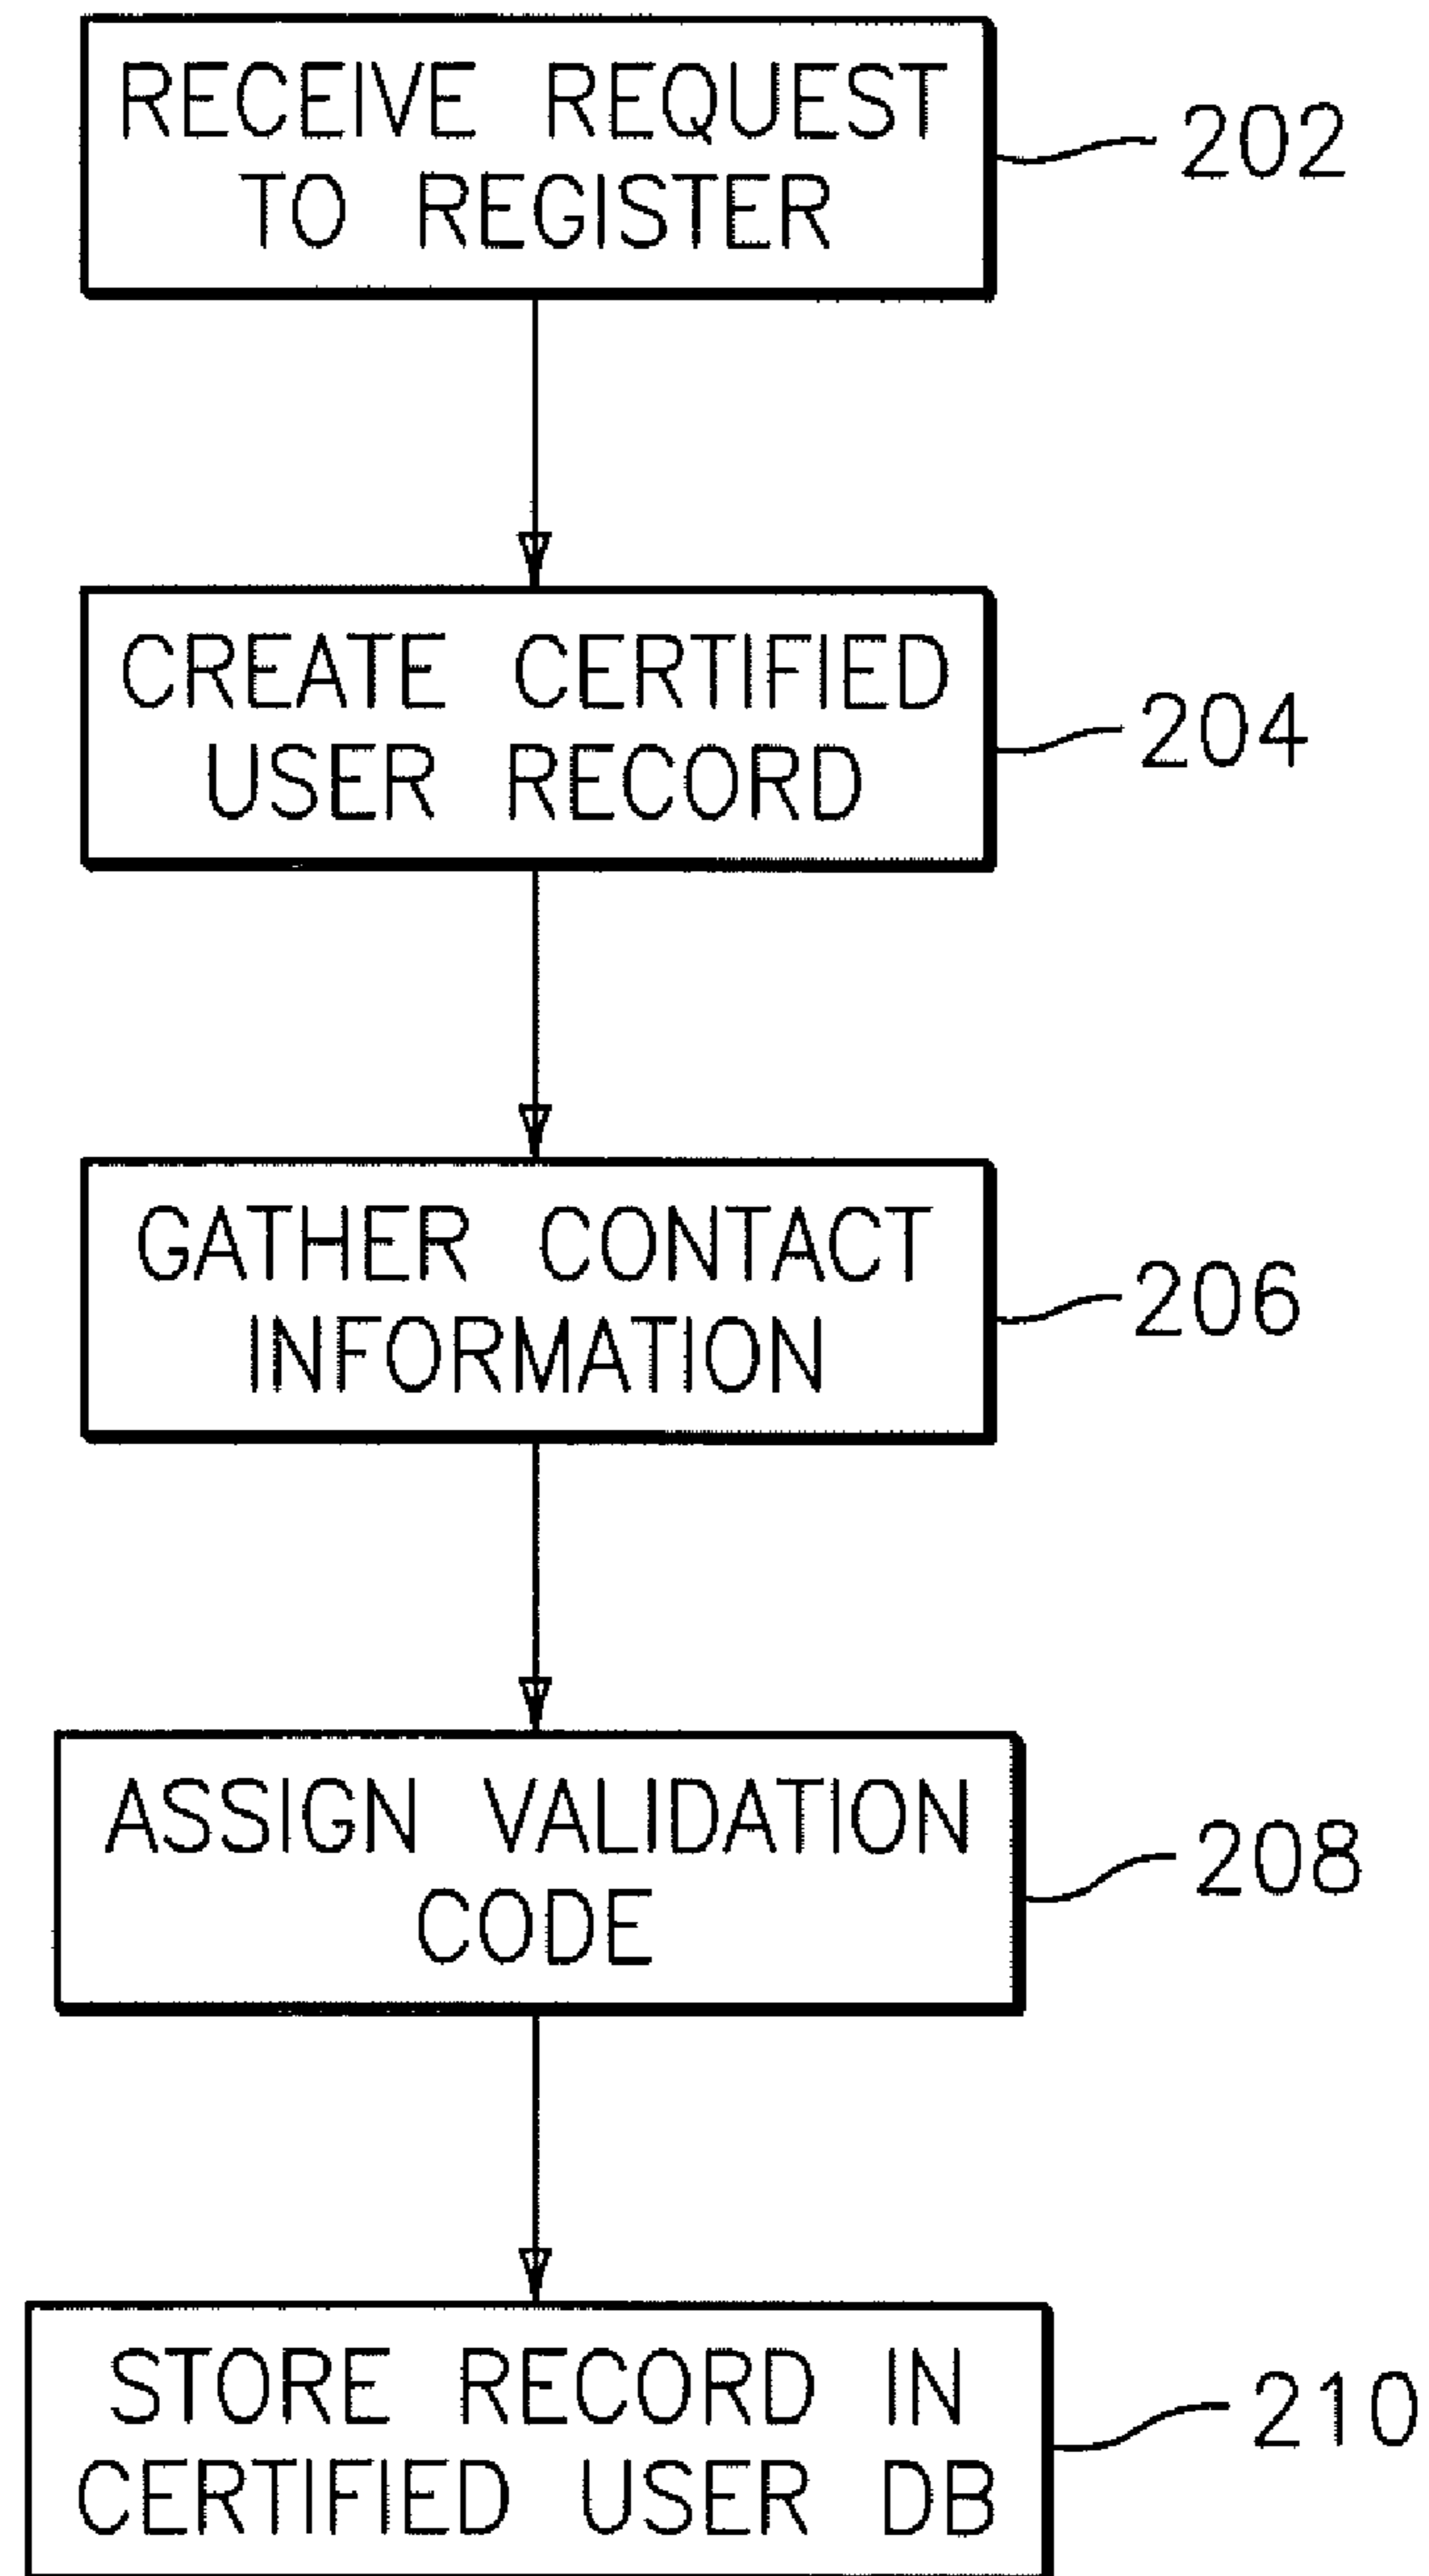 RECEIVE REQUEST
TO REGISTER
202
CREATE CERTIFIED
USER RECORD
204
GATHER CONTACT
INFORMATION
206
ASSIGN VALIDATION
CODE
208
STORE RECORD IN
CERTIFIED USER DB
210